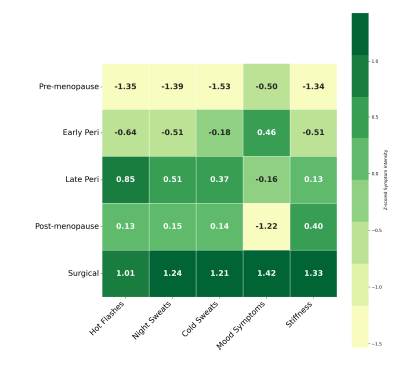 Pre-menopause -1.35 -1.39 -1.53 -0.50 -1.34
Early Peri -0.64 -0.51 -0.18 0.46 -0.51
Late Peri 0.85 0.51 0.37 -0.16 0.13
Post-menopause 0.13 0.15 0.14 -1.22 0.40
Surgical 1.01 1.24 1.21 1.42 1.33
Hot Flashes
Night Sweats
Cold Sweats
Mood Symptoms
Stiffness
1.0
0.5
0.0
−0.5
−1.0
−1.5
Z-scored Symptom Intensity